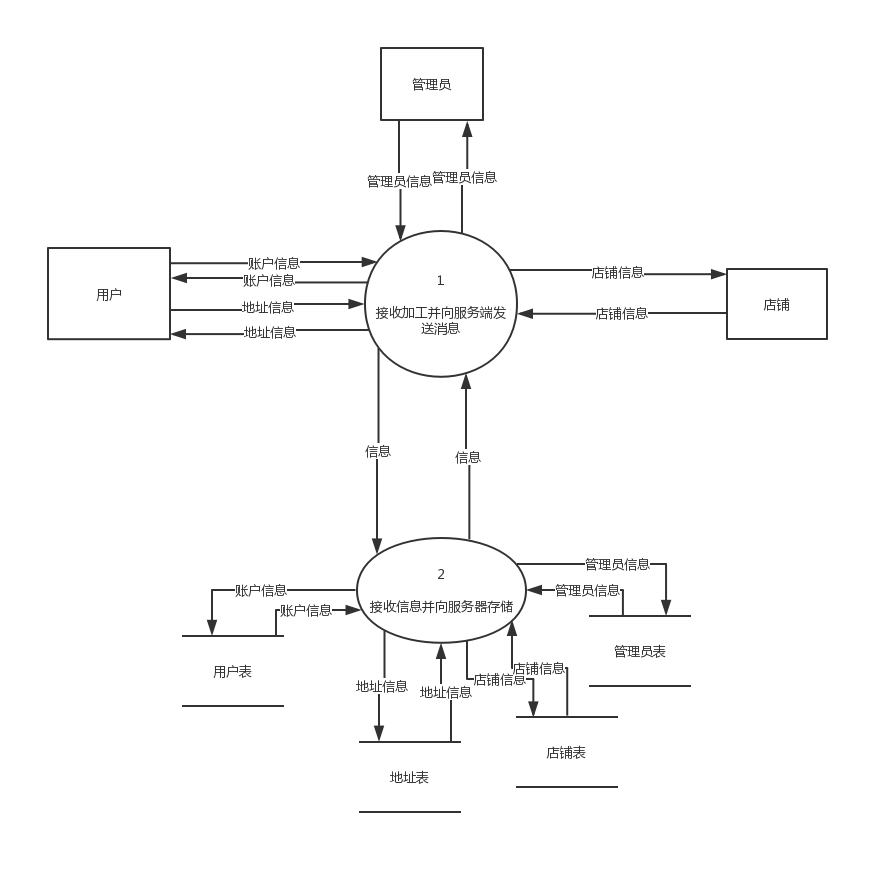 管理员
管理员信息
管理员信息
用户
账户信息
账户信息
地址信息
地址信息
1
接收加工并向服务端发
送消息
店铺信息
店铺信息
店铺
信息
信息
2
接收信息并向服务器存储
账户信息
账户信息
用户表
地址信息
地址信息
地址表
店铺信息
店铺信息
店铺表
管理员信息
管理员信息
管理员表